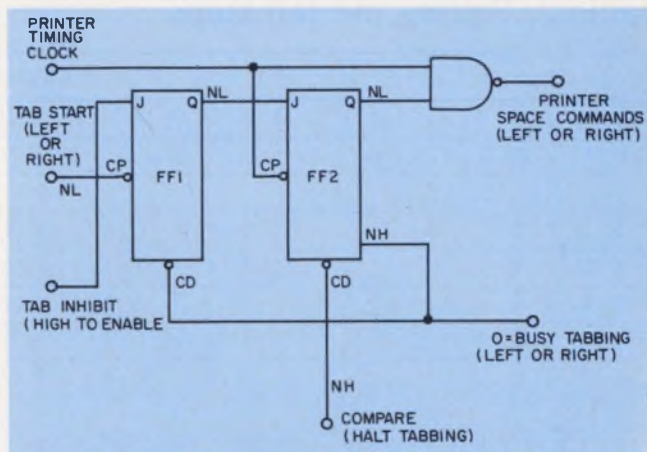 PRINTER
TIMING
CLOCK
TAB START
(LEFT
OR
RIGHT)
NL
TAB INHIBIT
(HIGH TO ENABLE
J
Q
NL
CP
FF1
CD
J
Q
NL
CP
FF2
NH
CD
PRINTER
SPACE COMMANDS
(LEFT OR RIGHT)
O=BUSY TABBING
(LEFT OR RIGHT)
NH
COMPARE
(HALT TABBING)